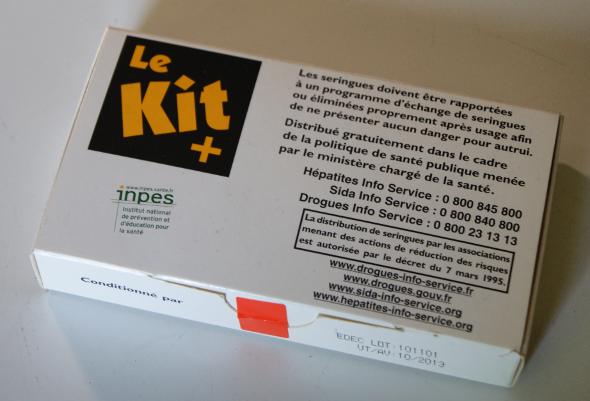 Le
Kit
+
www.inpes.sante.fr
inpes
institut national
de prévention et
d'éducation pour
la santé
Les seringues doivent être rapportées
à un programme d'échange de seringues
ou éliminées proprement après usage afin
de ne présenter aucun danger pour autrui.
Distribué gratuitement dans le cadre
de la politique de santé publique menée
par le ministère chargé de la santé.
Hépatites Info Service : 0 800 845 800
Sida Info Service : 0 800 840 800
Drogues Info Service : 0 800 23 13 13
La distribution de seringues par les associations
menant des actions de réduction des risques
est autorisée par le décret du 7 mars 1995.
www.drogues-info-service.fr
www.drogues.gouv.fr
www.sida-info-service.org
www.hepatites-info-service.org
Conditionné par
EDEC LOT:101101
UT/AV:10/2013